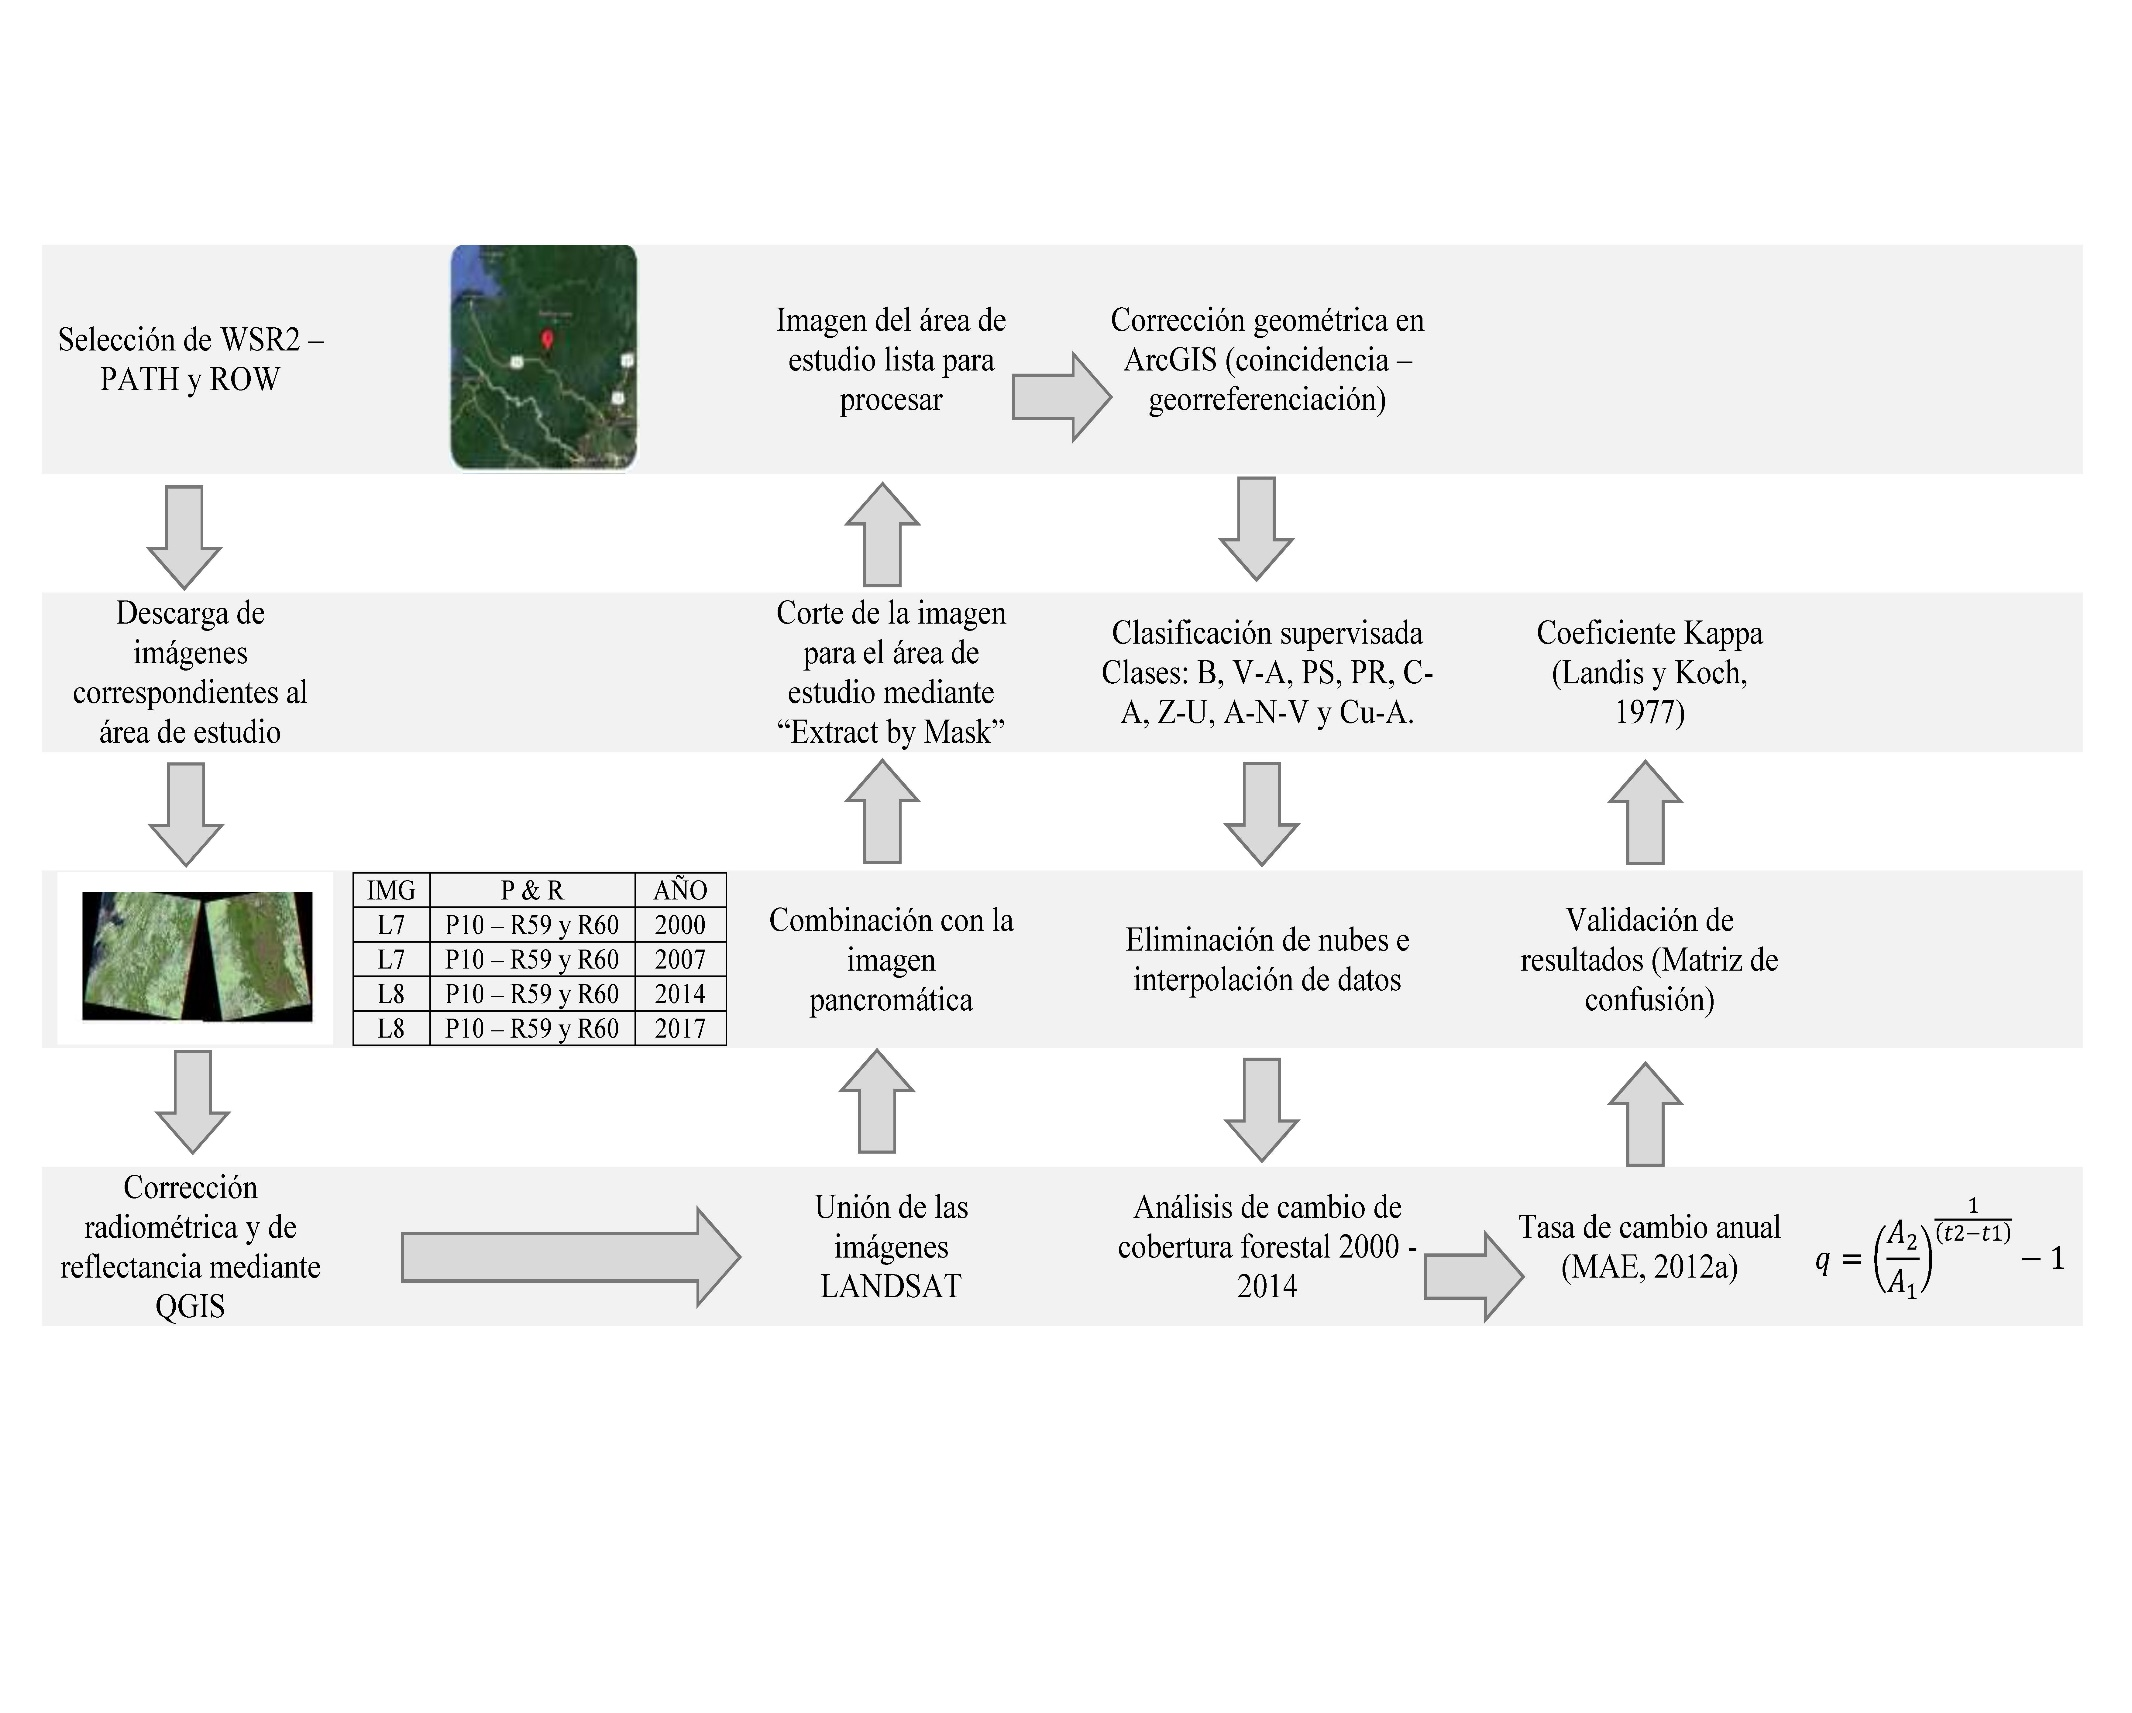 Selección de WSR2 –
PATH y ROW
Descarga de
imágenes
correspondientes al
área de estudio
IMG P & R AÑO
L7 P10 – R59 y R60 2000
L7 P10 – R59 y R60 2007
L8 P10 – R59 y R60 2014
L8 P10 – R59 y R60 2017
Corrección
radiométrica y de
reflectancia mediante
QGIS
Unión de las
imágenes
LANDSAT
Combinación con la
imagen
pancromática
Corte de la imagen
para el área de
estudio mediante
“Extract by Mask”
Imagen del área de
estudio lista para
procesar
Corrección geométrica en
ArcGIS (coincidencia –
georreferenciación)
Clasificación supervisada
Clases: B, V-A, PS, PR, C-
A, Z-U, A-N-V y Cu-A.
Eliminación de nubes e
interpolación de datos
Análisis de cambio de
cobertura forestal 2000 -
2014
Tasa de cambio anual
(MAE, 2012a)
q = (A₂/A₁)^(1/(t2−t1)) − 1
Validación de
resultados (Matriz de
confusión)
Coeficiente Kappa
(Landis y Koch,
1977)